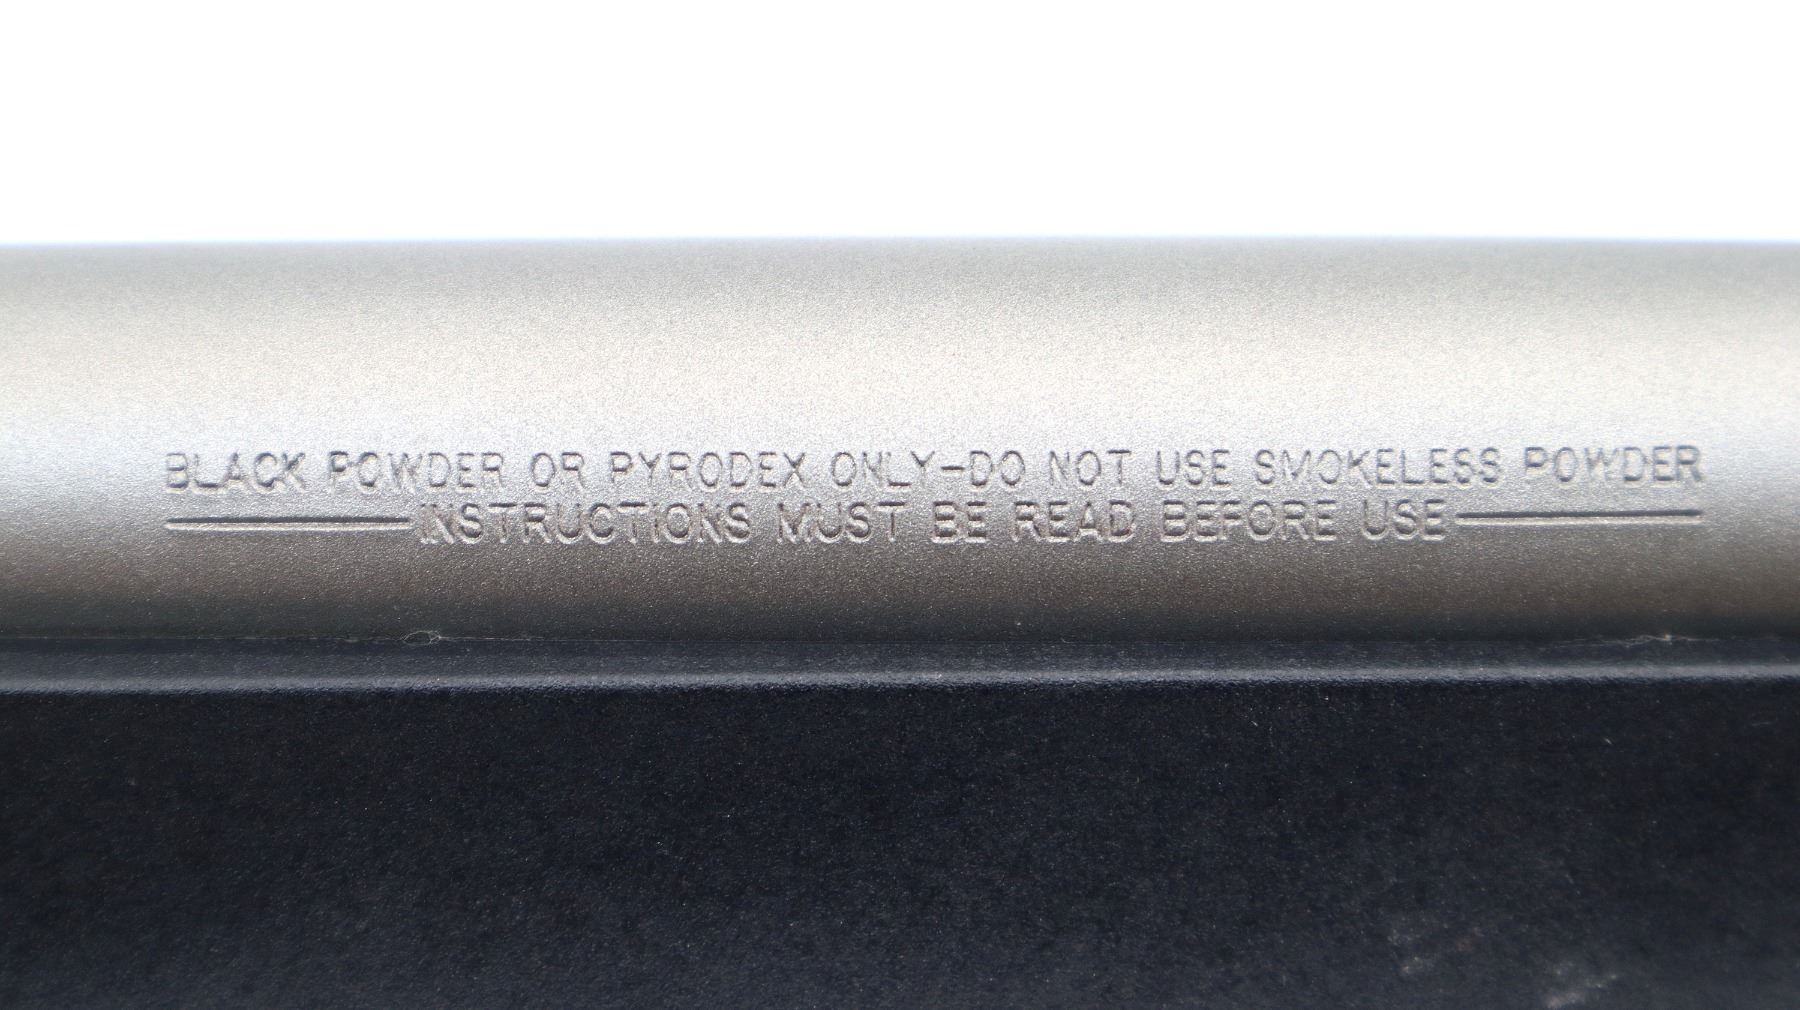 BLACK POWDER OR PYRODEX ONLY-DO NOT USE SMOKELESS POWDER
INSTRUCTIONS MUST BE READ BEFORE USE